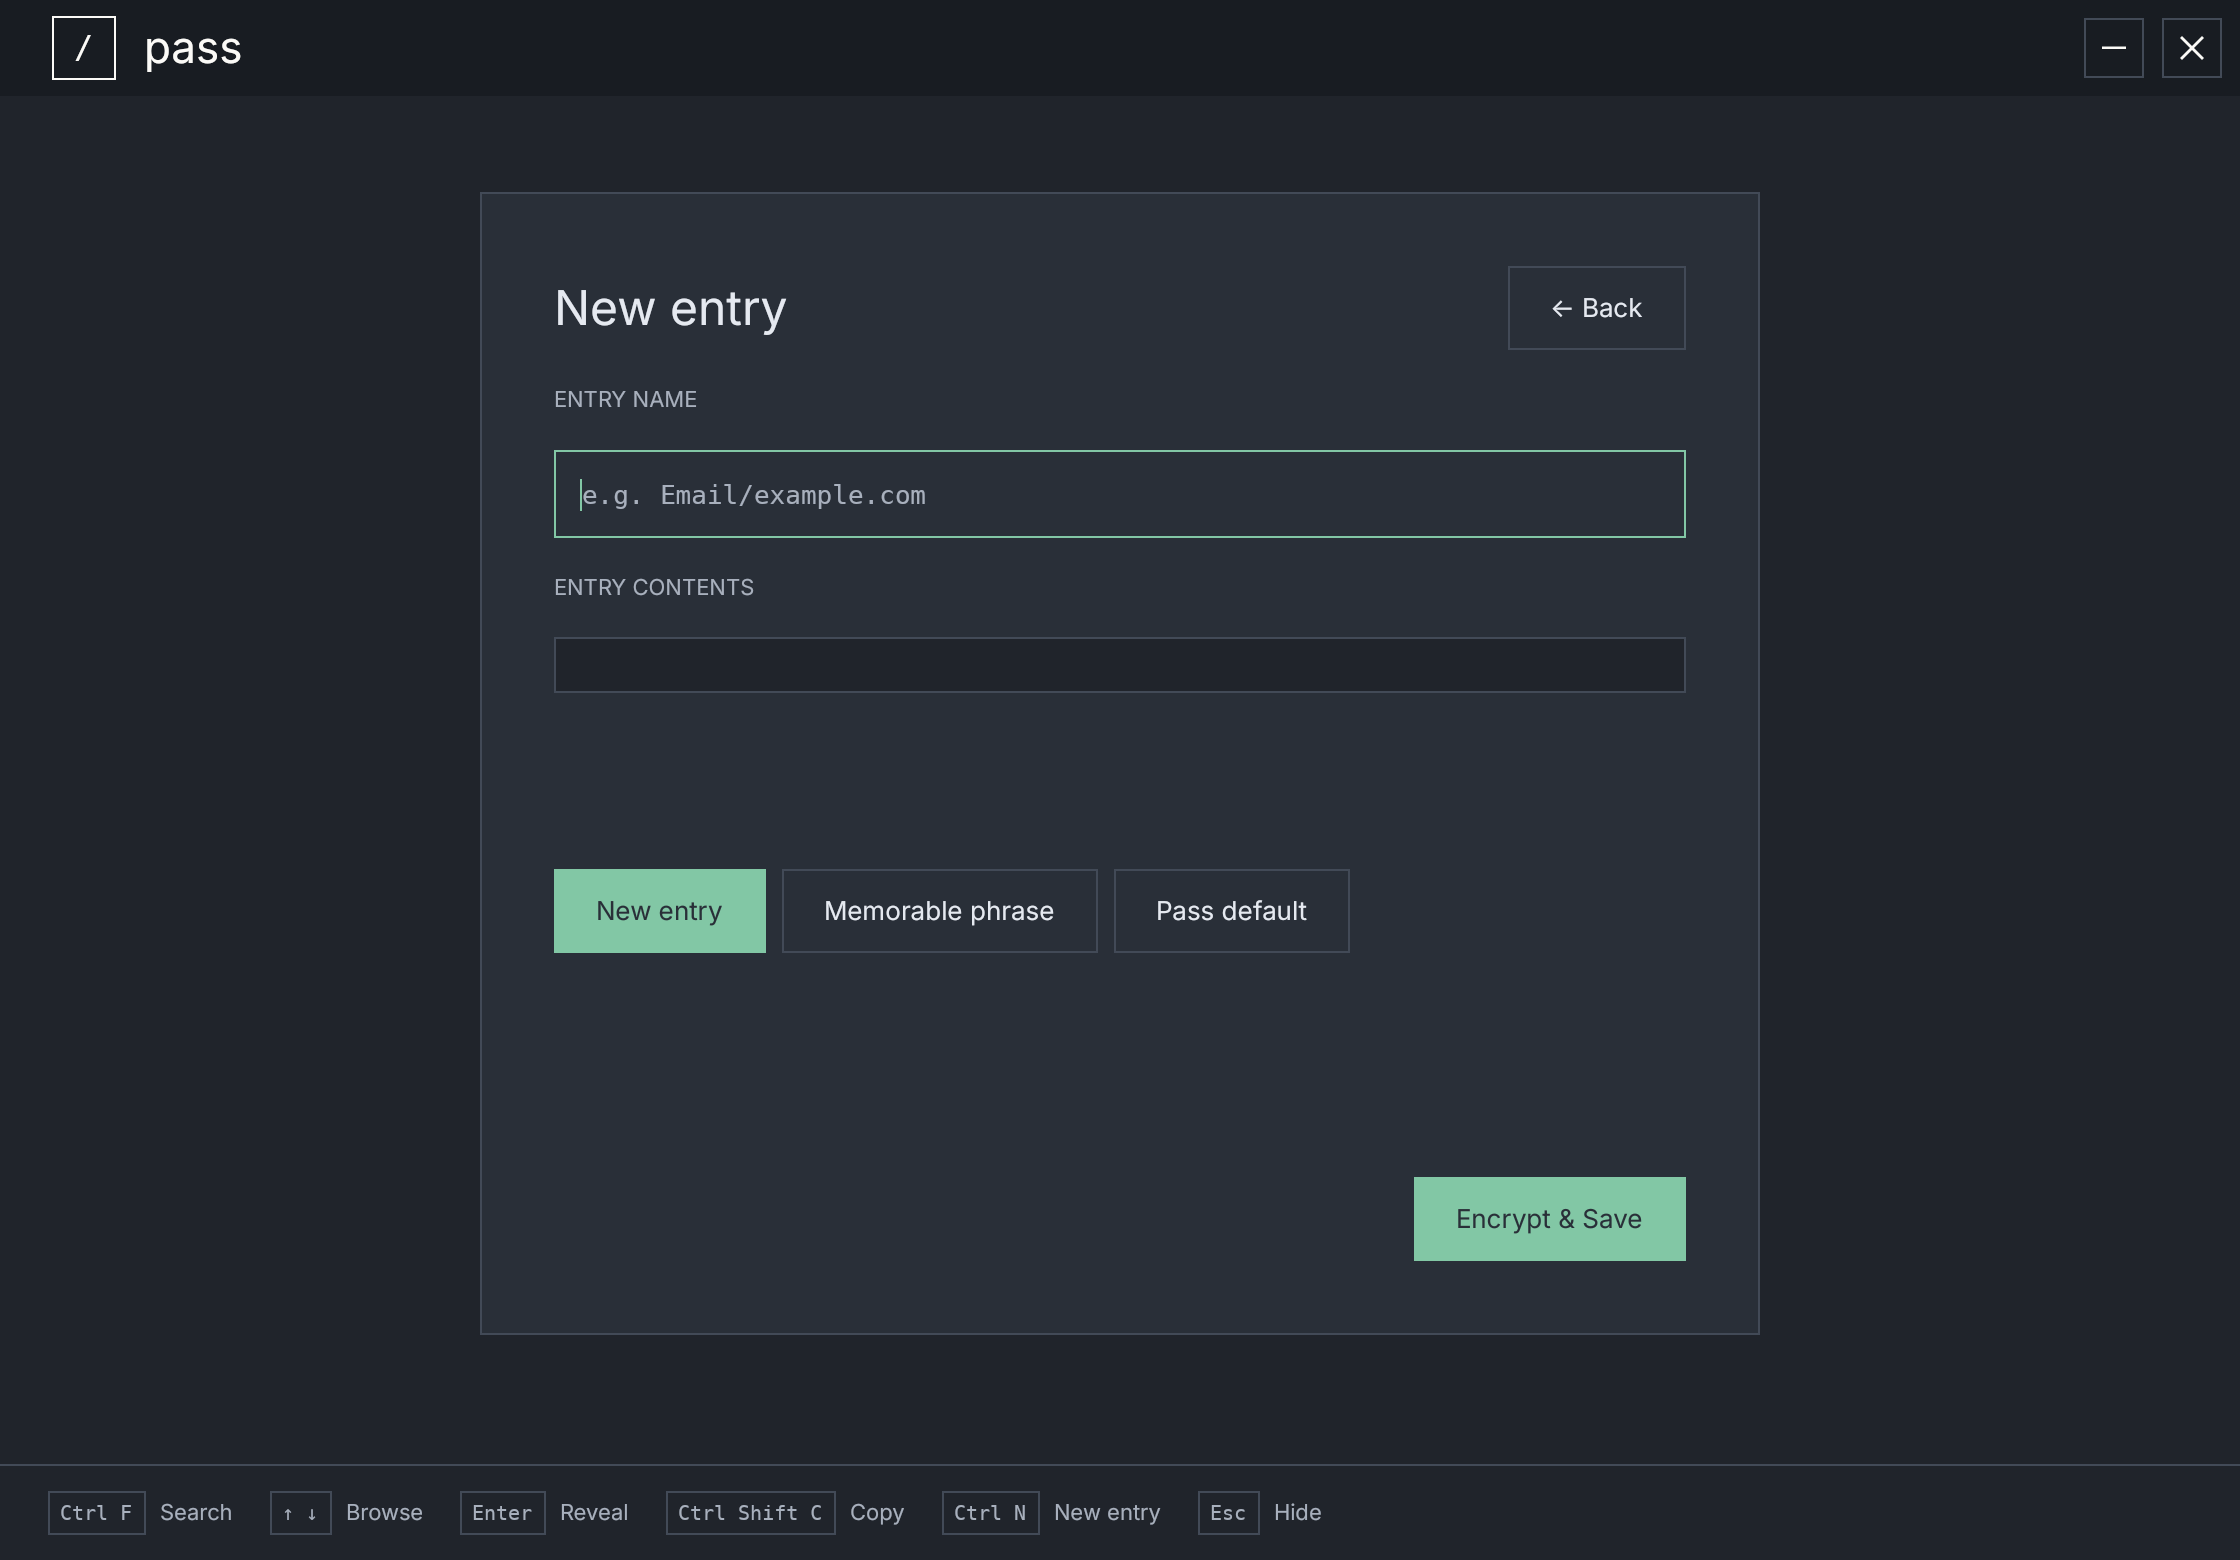 / pass
New entry
← Back
ENTRY NAME
e.g. Email/example.com
ENTRY CONTENTS
New entry Memorable phrase Pass default
Encrypt & Save
Ctrl F Search ↑ ↓ Browse Enter Reveal Ctrl Shift C Copy Ctrl N New entry Esc Hide